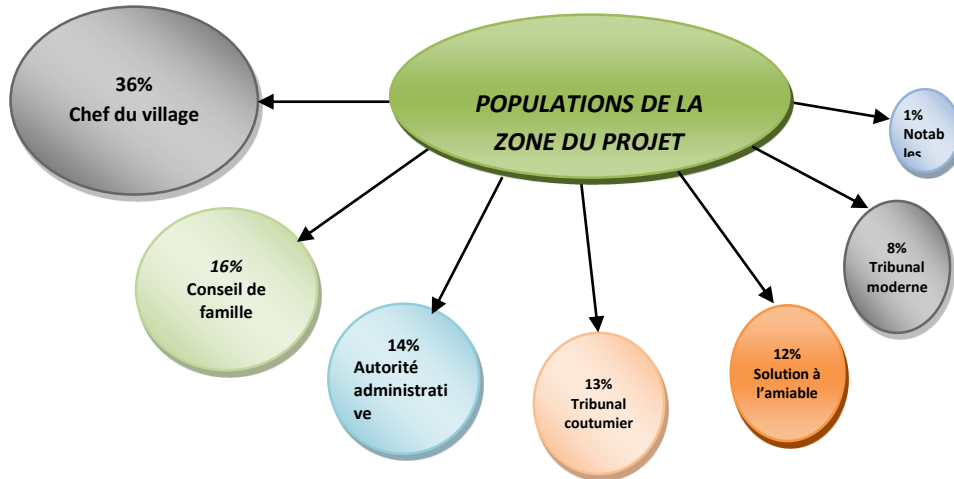 36%
Chef du village
POPULATIONS DE LA
ZONE DU PROJET
1%
Notab
les
16%
Conseil de
famille
14%
Autorité
administrati
ve
13%
Tribunal
coutumier
12%
Solution à
l’amiable
8%
Tribunal
moderne